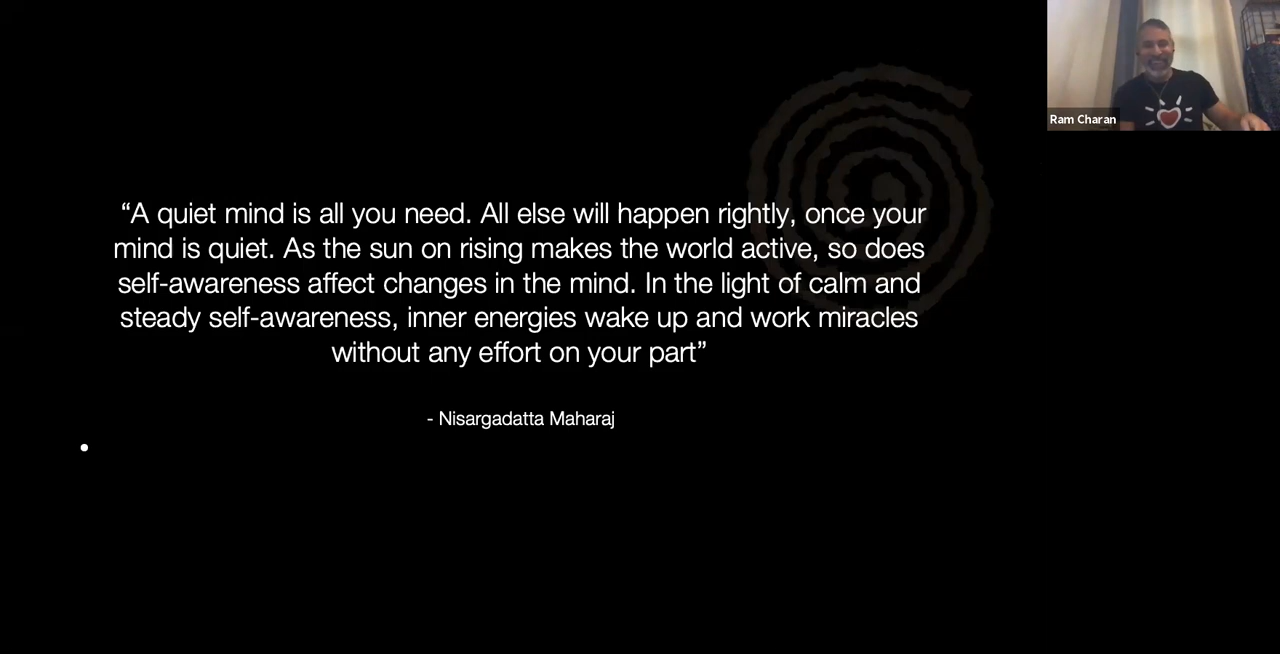 “A quiet mind is all you need. All else will happen rightly, once your
mind is quiet. As the sun on rising makes the world active, so does
self-awareness affect changes in the mind. In the light of calm and
steady self-awareness, inner energies wake up and work miracles
without any effort on your part”
- Nisargadatta Maharaj
Ram Charan